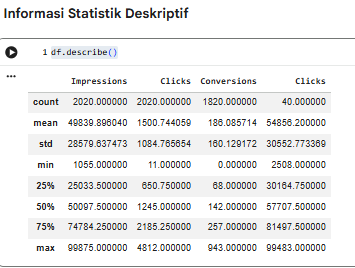 Informasi Statistik Deskriptif
1 df.describe()
...
Impressions Clicks Conversions Clicks
count 2020.000000 2020.000000 1820.000000 40.000000
mean 49839.896040 1500.744059 186.085714 54856.200000
std 28579.637473 1084.765654 160.129172 30552.773369
min 1055.000000 11.000000 0.000000 2508.000000
25% 25033.500000 650.750000 68.000000 30164.750000
50% 50097.500000 1245.000000 142.000000 57707.500000
75% 74784.250000 2185.250000 257.000000 81497.500000
max 99875.000000 4812.000000 943.000000 99483.000000